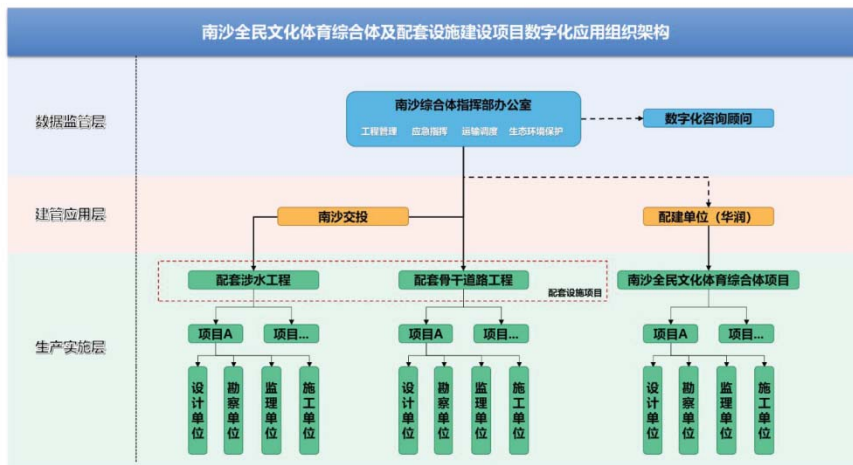 南沙全民文化体育综合体及配套设施建设项目数字化应用组织架构
数据监管层
南沙综合体指挥部办公室
工程管理 应急指挥 运输调度 生态环境保护
数字化咨询顾问
建管应用层
南沙交投
配建单位（华润）
生产实施层
配套涉水工程
配套骨干道路工程
配套设施项目
南沙全民文化体育综合体项目
项目A
项目...
项目A
项目...
项目A
项目...
设计单位
勘察单位
监理单位
施工单位
设计单位
勘察单位
监理单位
施工单位
设计单位
勘察单位
监理单位
施工单位